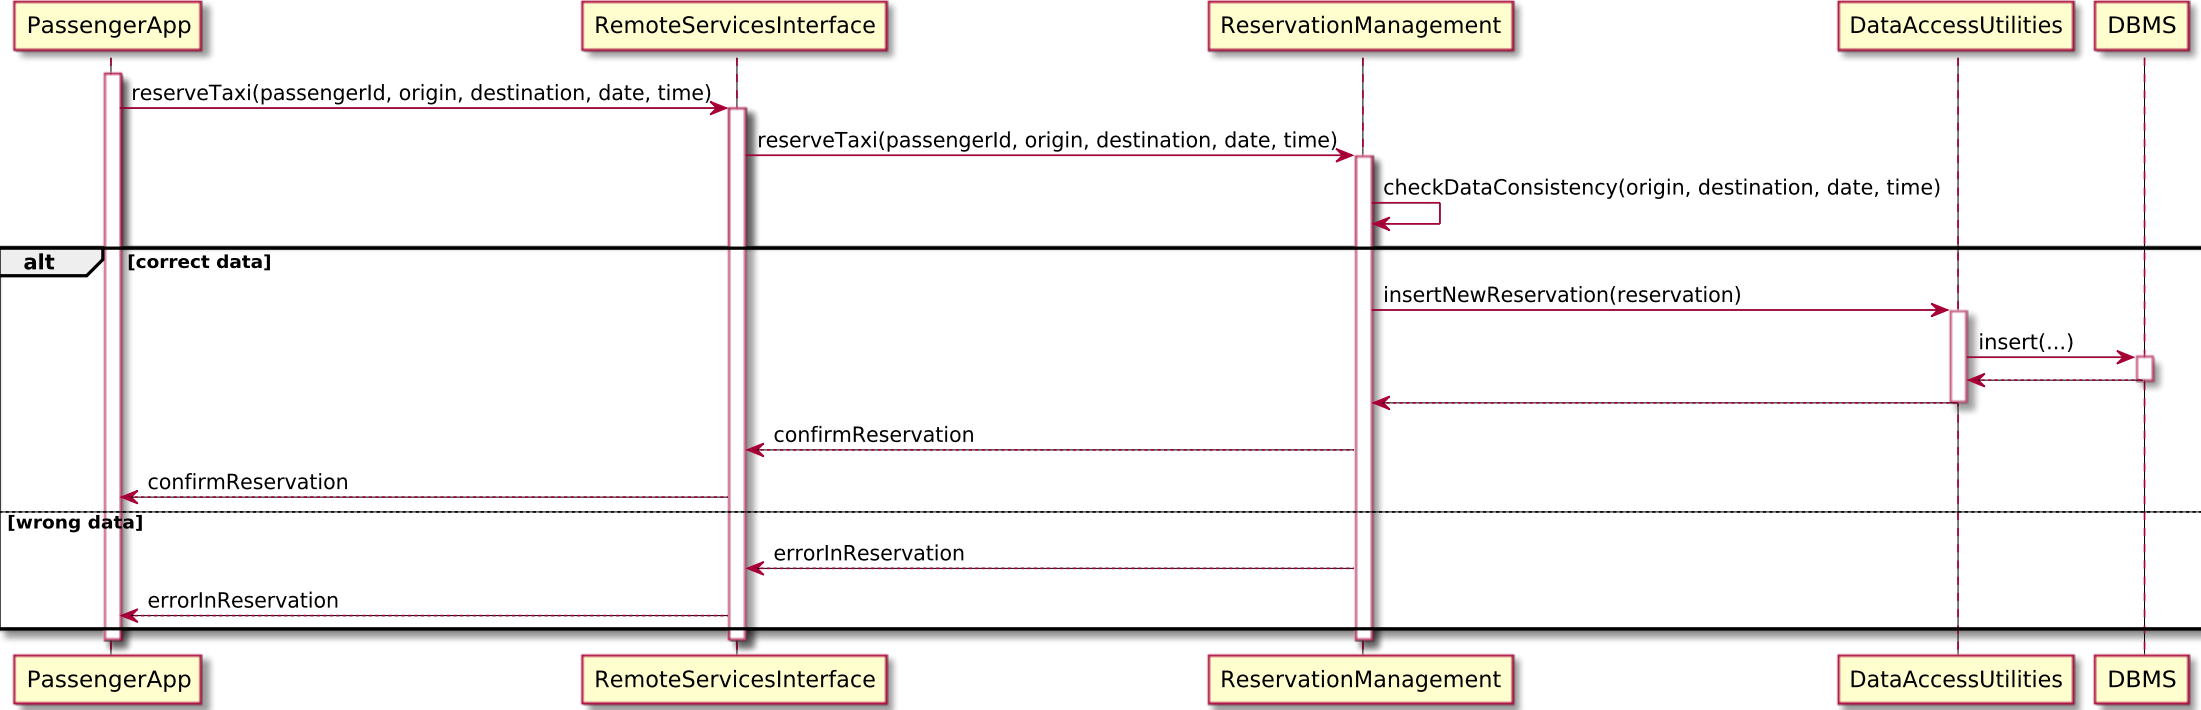 PassengerApp
RemoteServicesInterface
ReservationManagement
DataAccessUtilities
DBMS
reserveTaxi(passengerId, origin, destination, date, time)
reserveTaxi(passengerId, origin, destination, date, time)
checkDataConsistency(origin, destination, date, time)
alt
[correct data]
insertNewReservation(reservation)
insert(...)
confirmReservation
confirmReservation
[wrong data]
errorInReservation
errorInReservation
PassengerApp
RemoteServicesInterface
ReservationManagement
DataAccessUtilities
DBMS